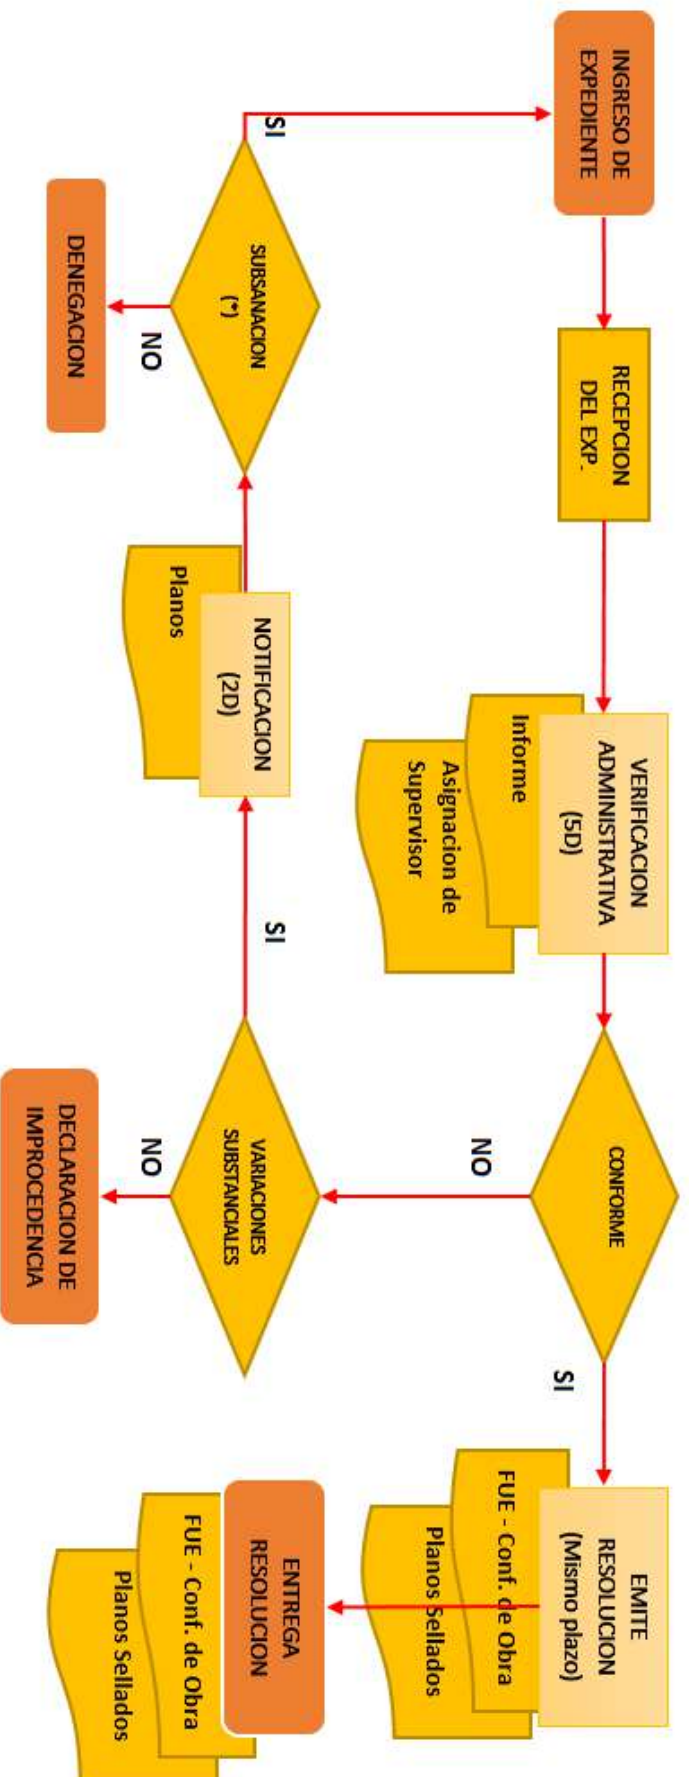 INGRESO DE
EXPEDIENTE
RECEPCION
DEL EXP.
VERIFICACION
ADMINISTRATIVA
(5D)
Informe
Asignacion de
Supervisor
CONFORME
SI
EMITE
RESOLUCION
(Mismo plazo)
FUE - Conf. de Obra
Planos Sellados
NO
SI
SUBSANACION
(*)
NO
DENEGACION
NOTIFICACION
(2D)
Planos
SI
VARIACIONES
SUBSTANCIALES
NO
DECLARACION DE
IMPROCEDENCIA
ENTREGA
RESOLUCION
FUE - Conf. de Obra
Planos Sellados